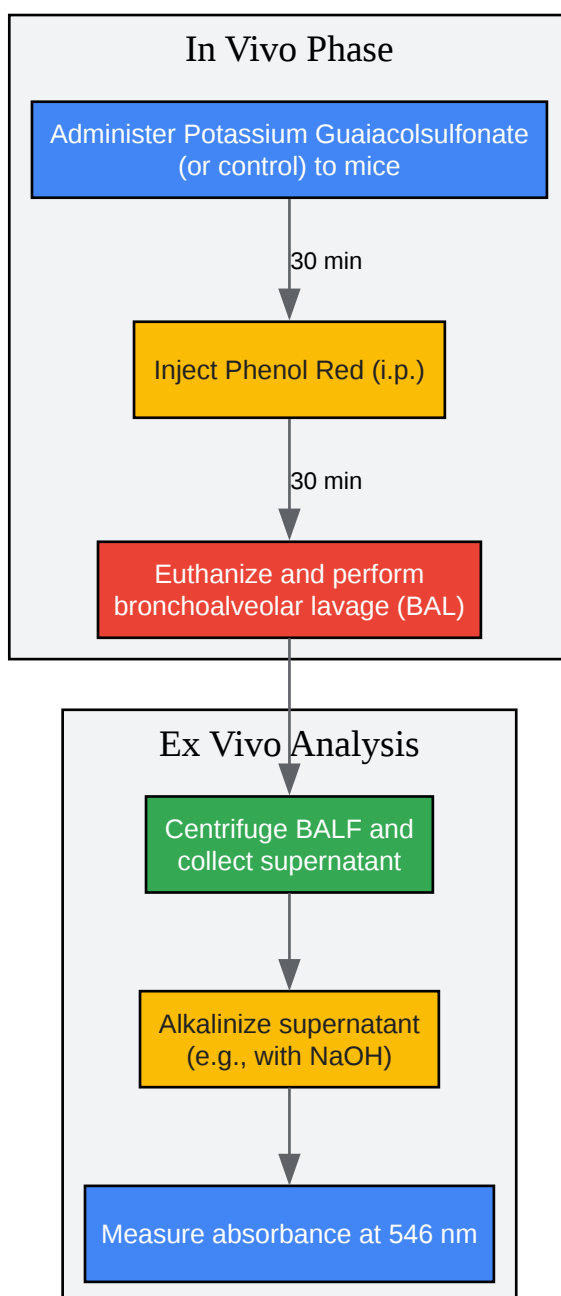 In Vivo Phase
Administer Potassium Guaiacolsulfonate
(or control) to mice
30 min
Inject Phenol Red (i.p.)
30 min
Euthanize and perform
bronchoalveolar lavage (BAL)
Ex Vivo Analysis
Centrifuge BALF and
collect supernatant
Alkalinize supernatant
(e.g., with NaOH)
Measure absorbance at 546 nm